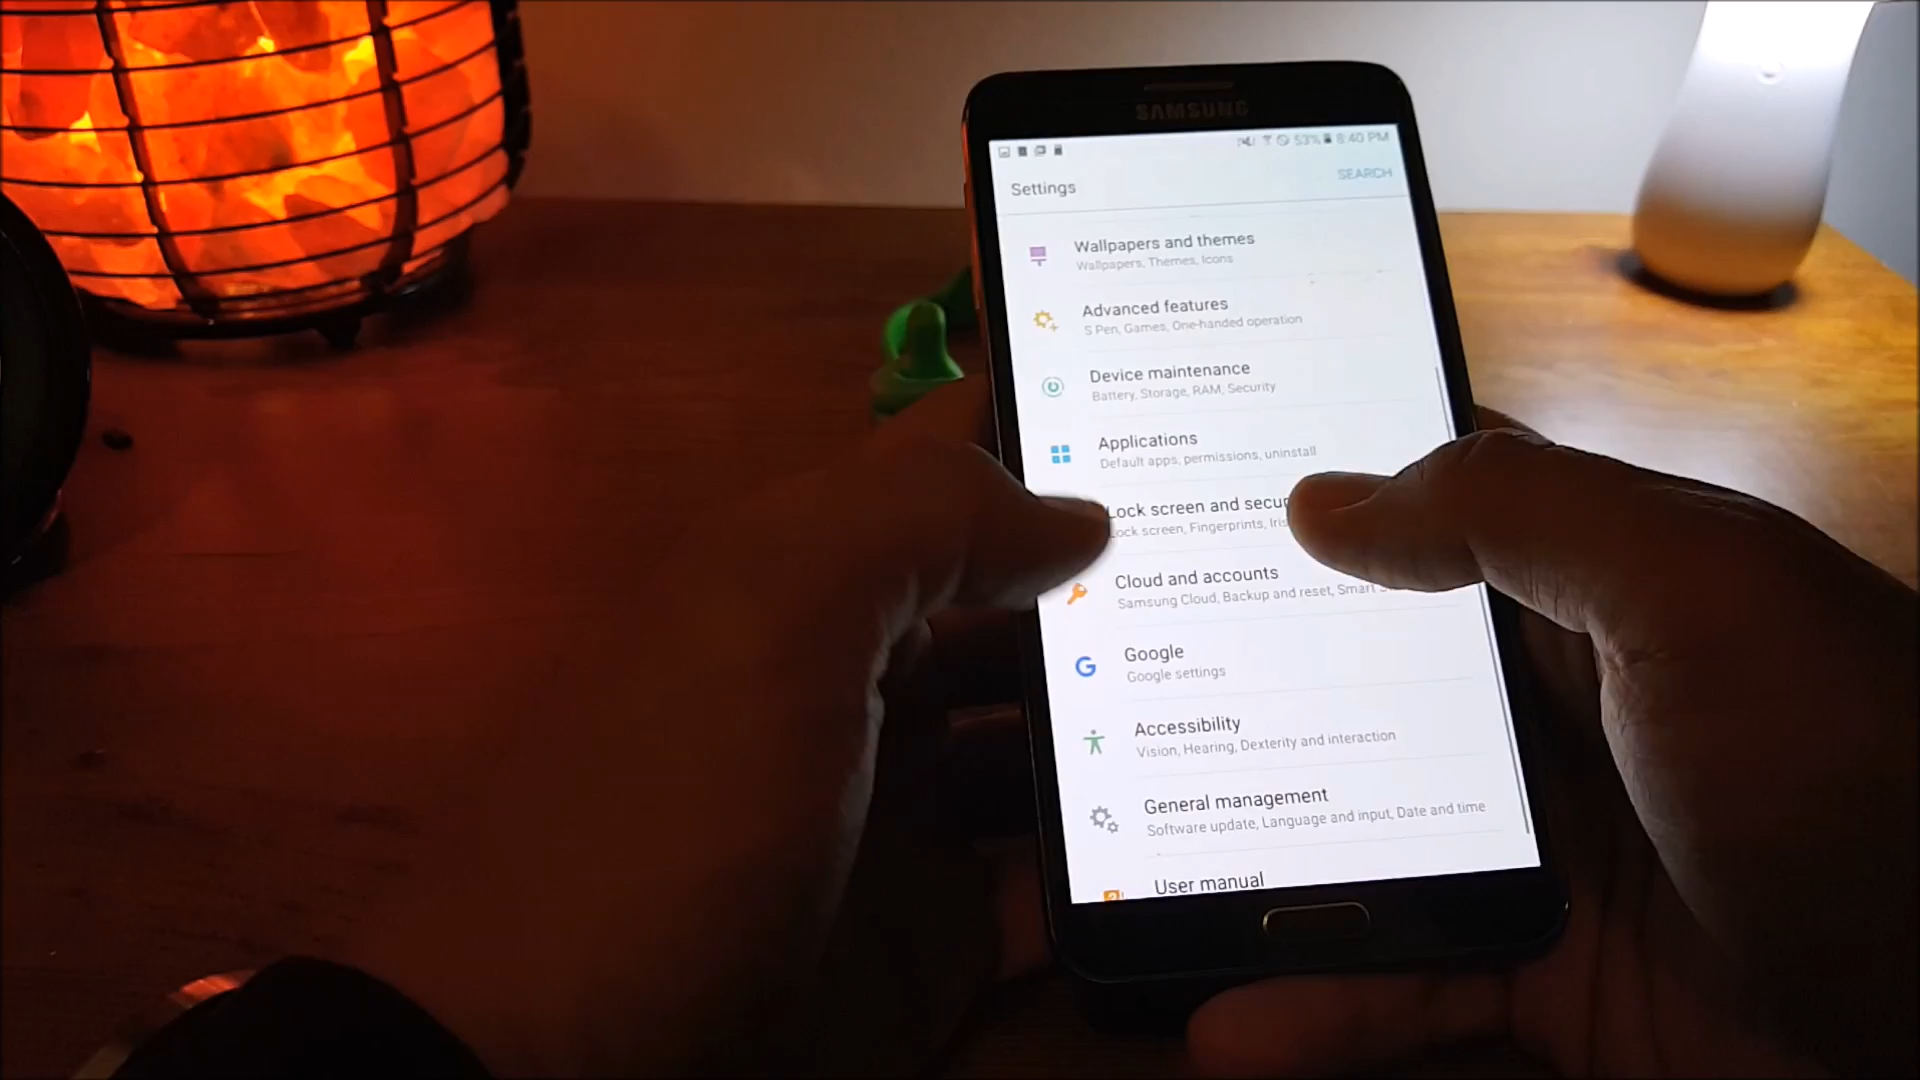 SAMSUNG
53% 8:40 PM
Settings
SEARCH
Wallpapers and themes
Wallpapers, Themes, Icons
Advanced features
S Pen, Games, One-handed operation
Device maintenance
Battery, Storage, RAM, Security
Applications
Default apps, permissions, uninstall
Lock screen and secur
Lock screen, Fingerprints, Iris
Cloud and accounts
Samsung Cloud, Backup and reset, Smart
Google
Google settings
Accessibility
Vision, Hearing, Dexterity and interaction
General management
Software update, Language and input, Date and time
User manual